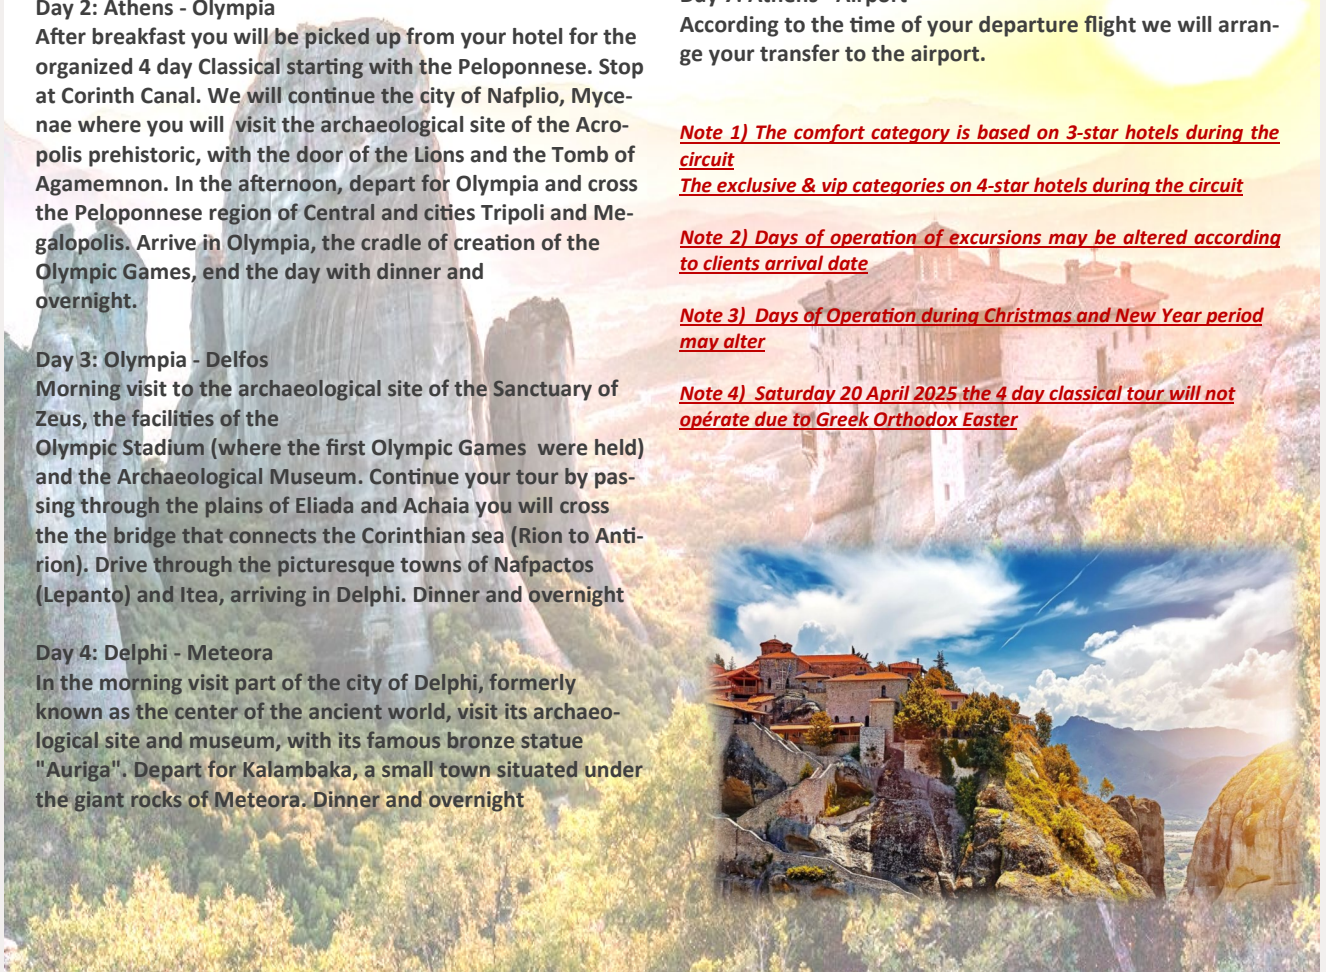 Day 2: Athens - Olympia
After breakfast you will be picked up from your hotel for the
organized 4 day Classical starting with the Peloponnese. Stop
at Corinth Canal. We will continue the city of Nafplio, Myce-
nae where you will  visit the archaeological site of the Acro-
polis prehistoric, with the door of the Lions and the Tomb of
Agamemnon. In the afternoon, depart for Olympia and cross
the Peloponnese region of Central and cities Tripoli and Me-
galopolis. Arrive in Olympia, the cradle of creation of the
Olympic Games, end the day with dinner and
overnight.
Day 3: Olympia - Delfos
Morning visit to the archaeological site of the Sanctuary of
Zeus, the facilities of the
Olympic Stadium (where the first Olympic Games  were held)
and the Archaeological Museum. Continue your tour by pas-
sing through the plains of Eliada and Achaia you will cross
the the bridge that connects the Corinthian sea (Rion to Anti-
rion). Drive through the picturesque towns of Nafpactos
(Lepanto) and Itea, arriving in Delphi. Dinner and overnight
Day 4: Delphi - Meteora
In the morning visit part of the city of Delphi, formerly
known as the center of the ancient world, visit its archaeo-
logical site and museum, with its famous bronze statue
"Auriga". Depart for Kalambaka, a small town situated under
the giant rocks of Meteora. Dinner and overnight
Day 7: Athens - Airport
According to the time of your departure flight we will arran-
ge your transfer to the airport.
Note 1) The comfort category is based on 3-star hotels during the
circuit
The exclusive & vip categories on 4-star hotels during the circuit
Note 2) Days of operation of excursions may be altered according
to clients arrival date
Note 3)  Days of Operation during Christmas and New Year period
may alter
Note 4)  Saturday 20 April 2025 the 4 day classical tour will not
opérate due to Greek Orthodox Easter